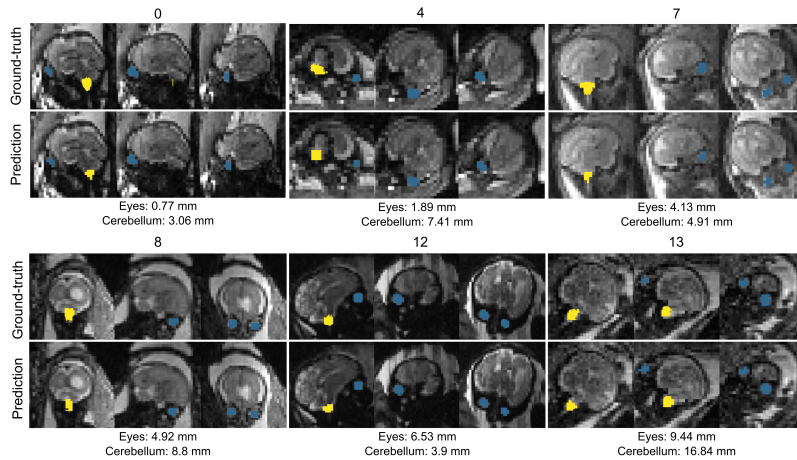 0 4 7
Ground-truth
Prediction
Eyes: 0.77 mm Eyes: 1.89 mm Eyes: 4.13 mm
Cerebellum: 3.06 mm Cerebellum: 7.41 mm Cerebellum: 4.91 mm
8 12 13
Ground-truth
Prediction
Eyes: 4.92 mm Eyes: 6.53 mm Eyes: 9.44 mm
Cerebellum: 8.8 mm Cerebellum: 3.9 mm Cerebellum: 16.84 mm